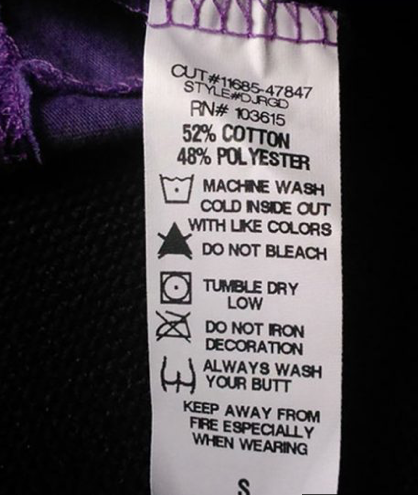 CUT#11685-47847
STYLE#DJRGD
RN# 103615
52% COTTON
48% POLYESTER
MACHINE WASH
COLD INSIDE OUT
WITH LIKE COLORS
DO NOT BLEACH
TUMBLE DRY
LOW
DO NOT IRON
DECORATION
ALWAYS WASH
YOUR BUTT
KEEP AWAY FROM
FIRE ESPECIALLY
WHEN WEARING
S